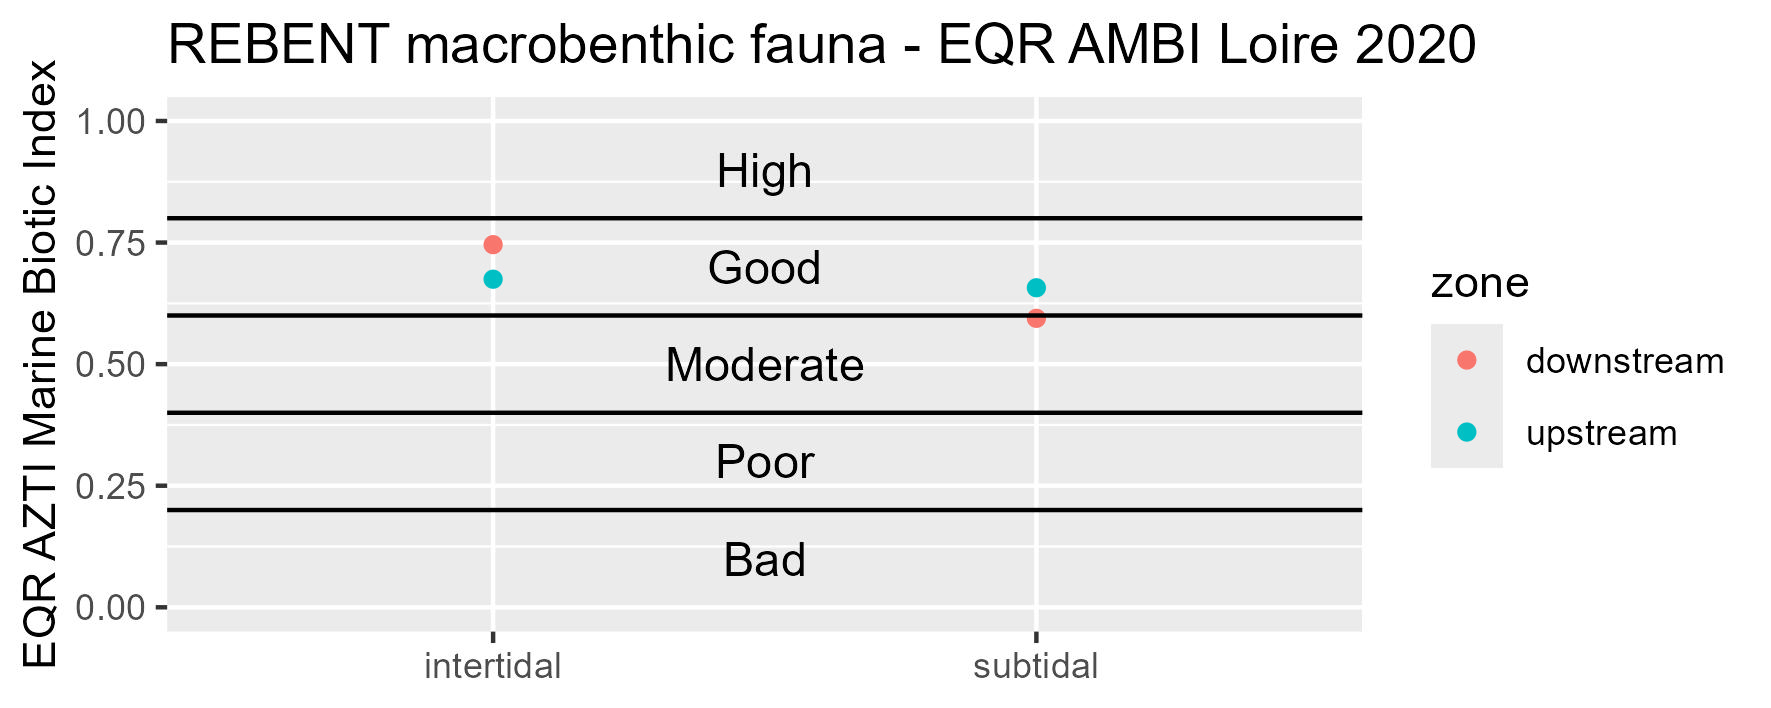 REBENT macrobenthic fauna - EQR AMBI Loire 2020
EQR AZTI Marine Biotic Index
1.00
0.75
0.50
0.25
0.00
High
Good
Moderate
Poor
Bad
intertidal
subtidal
zone
downstream
upstream